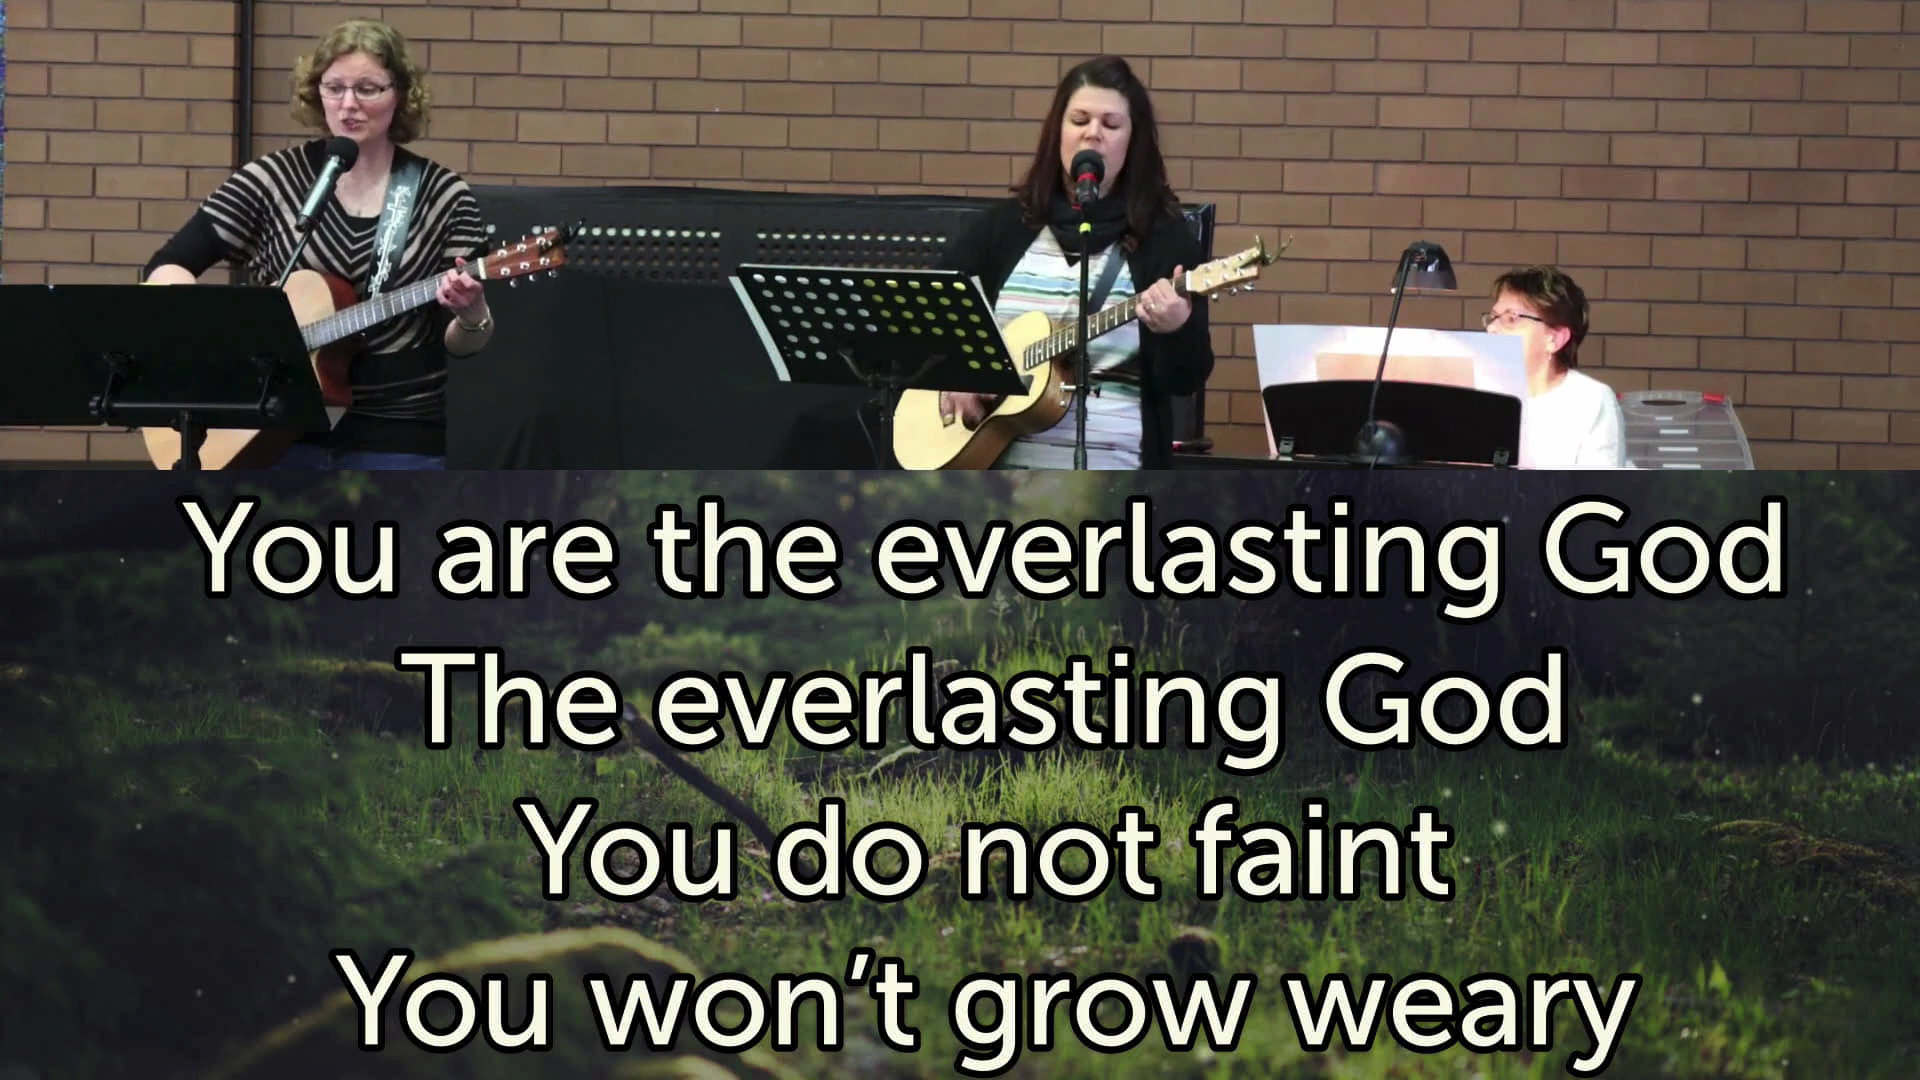 You are the everlasting God
The everlasting God
You do not faint
You won’t grow weary